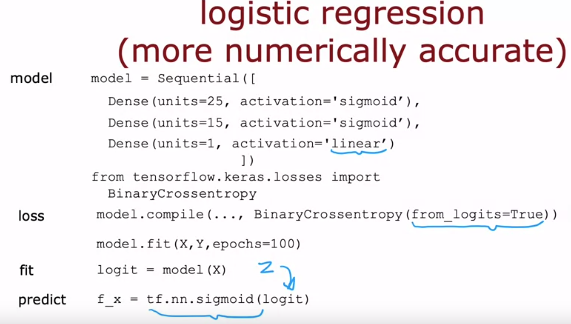 logistic regression
(more numerically accurate)
model model = Sequential([
Dense(units=25, activation='sigmoid’),
Dense(units=15, activation='sigmoid’),
Dense(units=1, activation='linear’)
])
from tensorflow.keras.losses import
BinaryCrossentropy
loss model.compile(..., BinaryCrossentropy(from_logits=True))
model.fit(X,Y,epochs=100)
fit logit = model(X) z
predict f_x = tf.nn.sigmoid(logit)